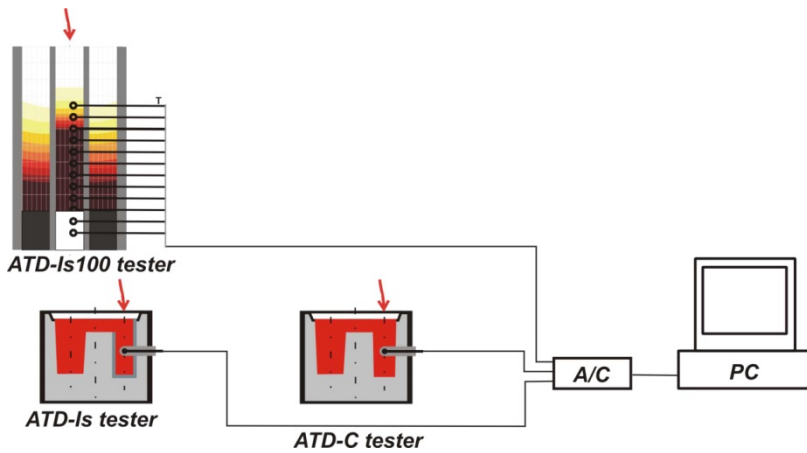 T
ATD-Is100 tester
ATD-Is tester
ATD-C tester
A/C
PC